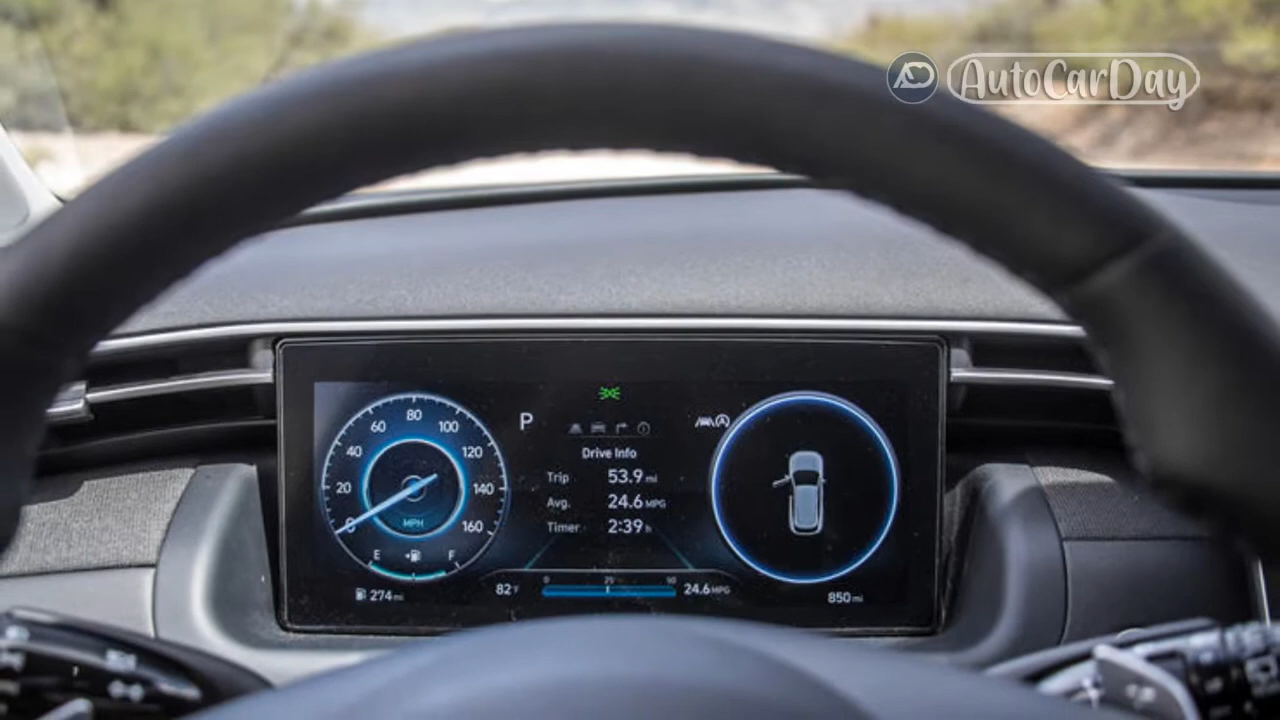 AutoCarDay
0 20 40 60 80 100 120 140 160
MPH
E F
274 mi
P
Drive Info
Trip 53.9 mi
Avg. 24.6 MPG
Timer 2:39 h
82°F
0 25 50
24.6 MPG
850 mi